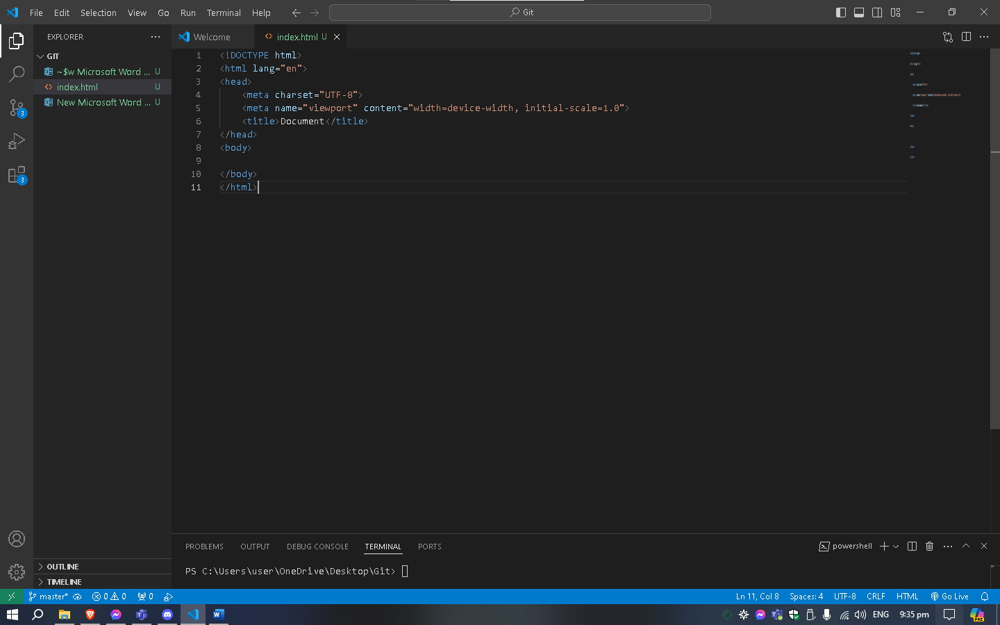 File Edit Selection View Go Run Terminal Help
Git
EXPLORER
GIT
~$w Microsoft Word ... U
index.html U
New Microsoft Word ... U
3
3
OUTLINE
TIMELINE
Welcome
index.html U
1 <!DOCTYPE html>
2 <html lang="en">
3 <head>
4 <meta charset="UTF-8">
5 <meta name="viewport" content="width=device-width, initial-scale=1.0">
6 <title>Document</title>
7 </head>
8 <body>
9
10 </body>
11 </html>
PROBLEMS OUTPUT DEBUG CONSOLE TERMINAL PORTS
powershell
PS C:\Users\user\OneDrive\Desktop\Git>
master* 0 0 0
Ln 11, Col 8 Spaces: 4 UTF-8 CRLF HTML Go Live
ENG 9:35 pm
PRE